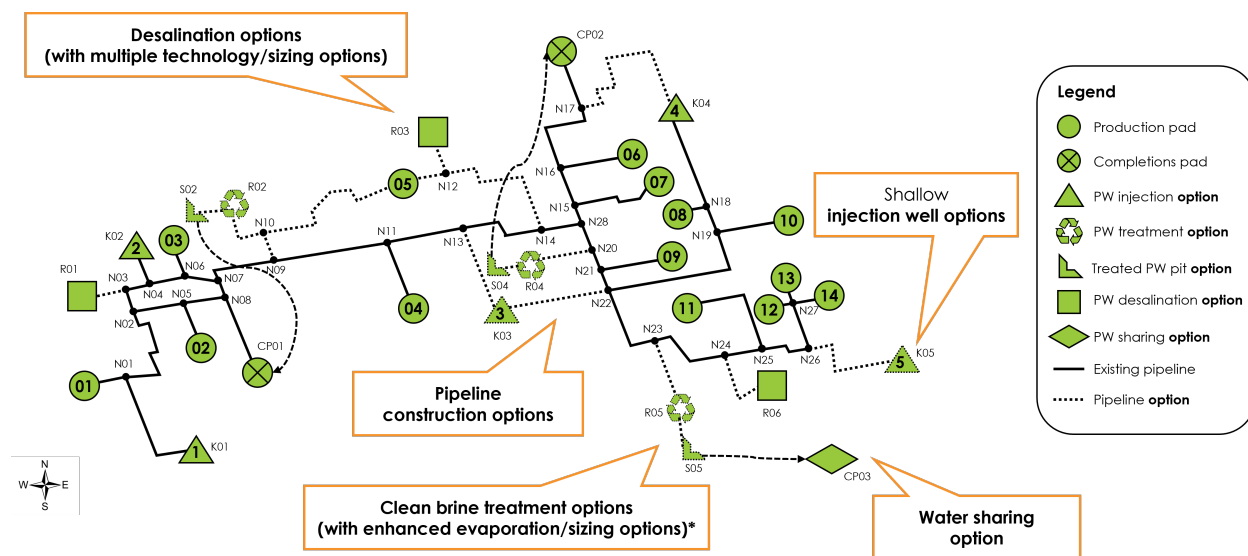 Desalination options
(with multiple technology/sizing options)
CP02
N17
4
K04
R03
N12
05
N16
06
07
N15
08
N18
N28
10
N19
Shallow
injection well options
Legend
Production pad
Completions pad
PW injection option
PW treatment option
Treated PW pit option
PW desalination option
PW sharing option
Existing pipeline
Pipeline option
S02
R02
N10
K02
2
03
N11
N13
N14
N20
R01
N03
N04
N06
N07
N09
N05
N08
N02
S04
R04
N21
09
N22
04
3
K03
11
13
12
14
N27
02
CP01
N01
01
N23
N24
N25
N26
5
K05
R06
1
K01
Pipeline
construction options
R05
S05
CP03
N
W
E
S
Clean brine treatment options
(with enhanced evaporation/sizing options)*
Water sharing
option